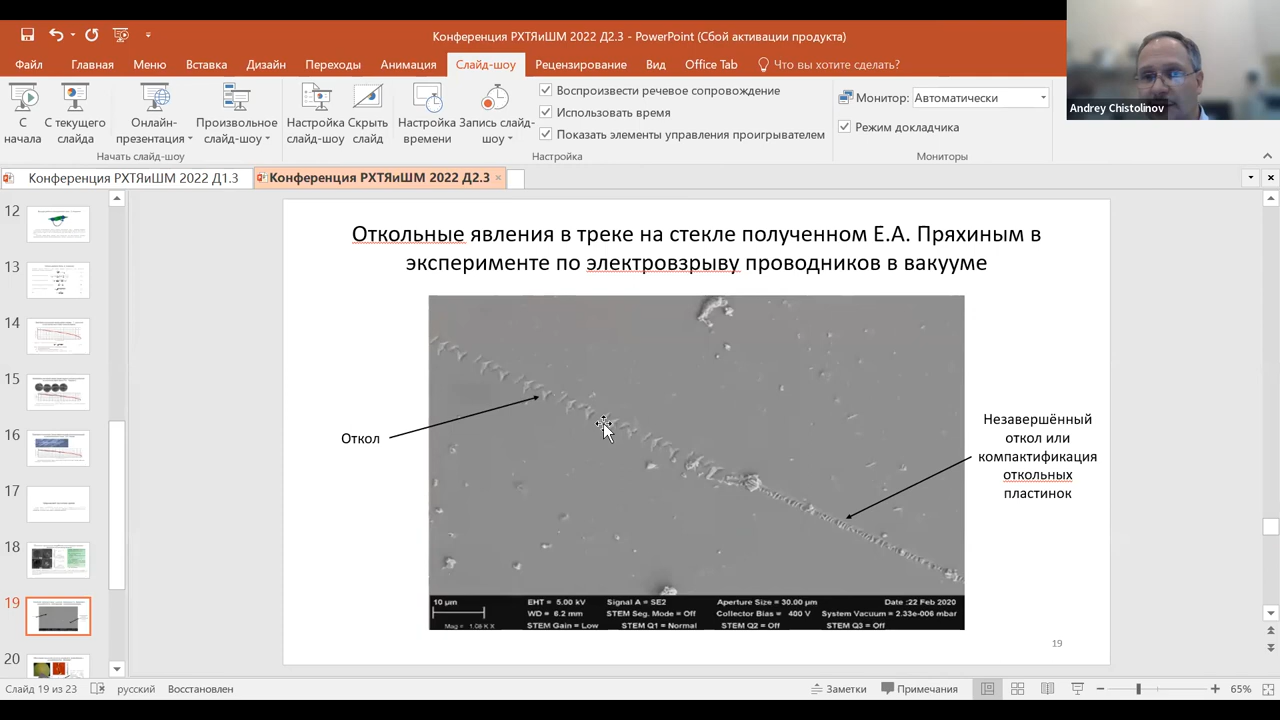 Конференция РХТЯиШМ 2022 Д2.3 - PowerPoint (Сбой активации продукта)
Файл Главная Меню Вставка Дизайн Переходы Анимация Слайд-шоу Рецензирование Вид Office Tab Что вы хотите сделать?
Andrey Chistolinov
С начала
С текущего слайда
Онлайн-презентация
Произвольное слайд-шоу
Начать слайд-шоу
Настройка слайд-шоу
Скрыть слайд
Настройка времени
Запись слайд-шоу
Воспроизвести речевое сопровождение
Использовать время
Показать элементы управления проигрывателем
Настройка
Монитор: Автоматически
Режим докладчика
Мониторы
Конференция РХТЯиШМ 2022 Д1.3
Конференция РХТЯиШМ 2022 Д2.3
12
13
14
15
16
17
18
19
20
Откольные явления в треке на стекле полученном Е.А. Пряхиным в
эксперименте по электровзрыву проводников в вакууме
Откол
Незавершённый
откол или
компактификация
откольных
пластинок
10 µm
EHT = 5.00 kV Signal A = SE2 Aperture Size = 30.00 µm Date :22 Feb 2020
WD = 6.2 mm STEM Seg. Mode = Off Collector Bias = 400 V System Vacuum = 2.33e-006 mbar
Mag = 1.08 K X STEM Gain = Low STEM Q1 = Normal STEM Q2 = Off STEM Q3 = Off
19
Слайд 19 из 23 русский Восстановлен Заметки Примечания 65%